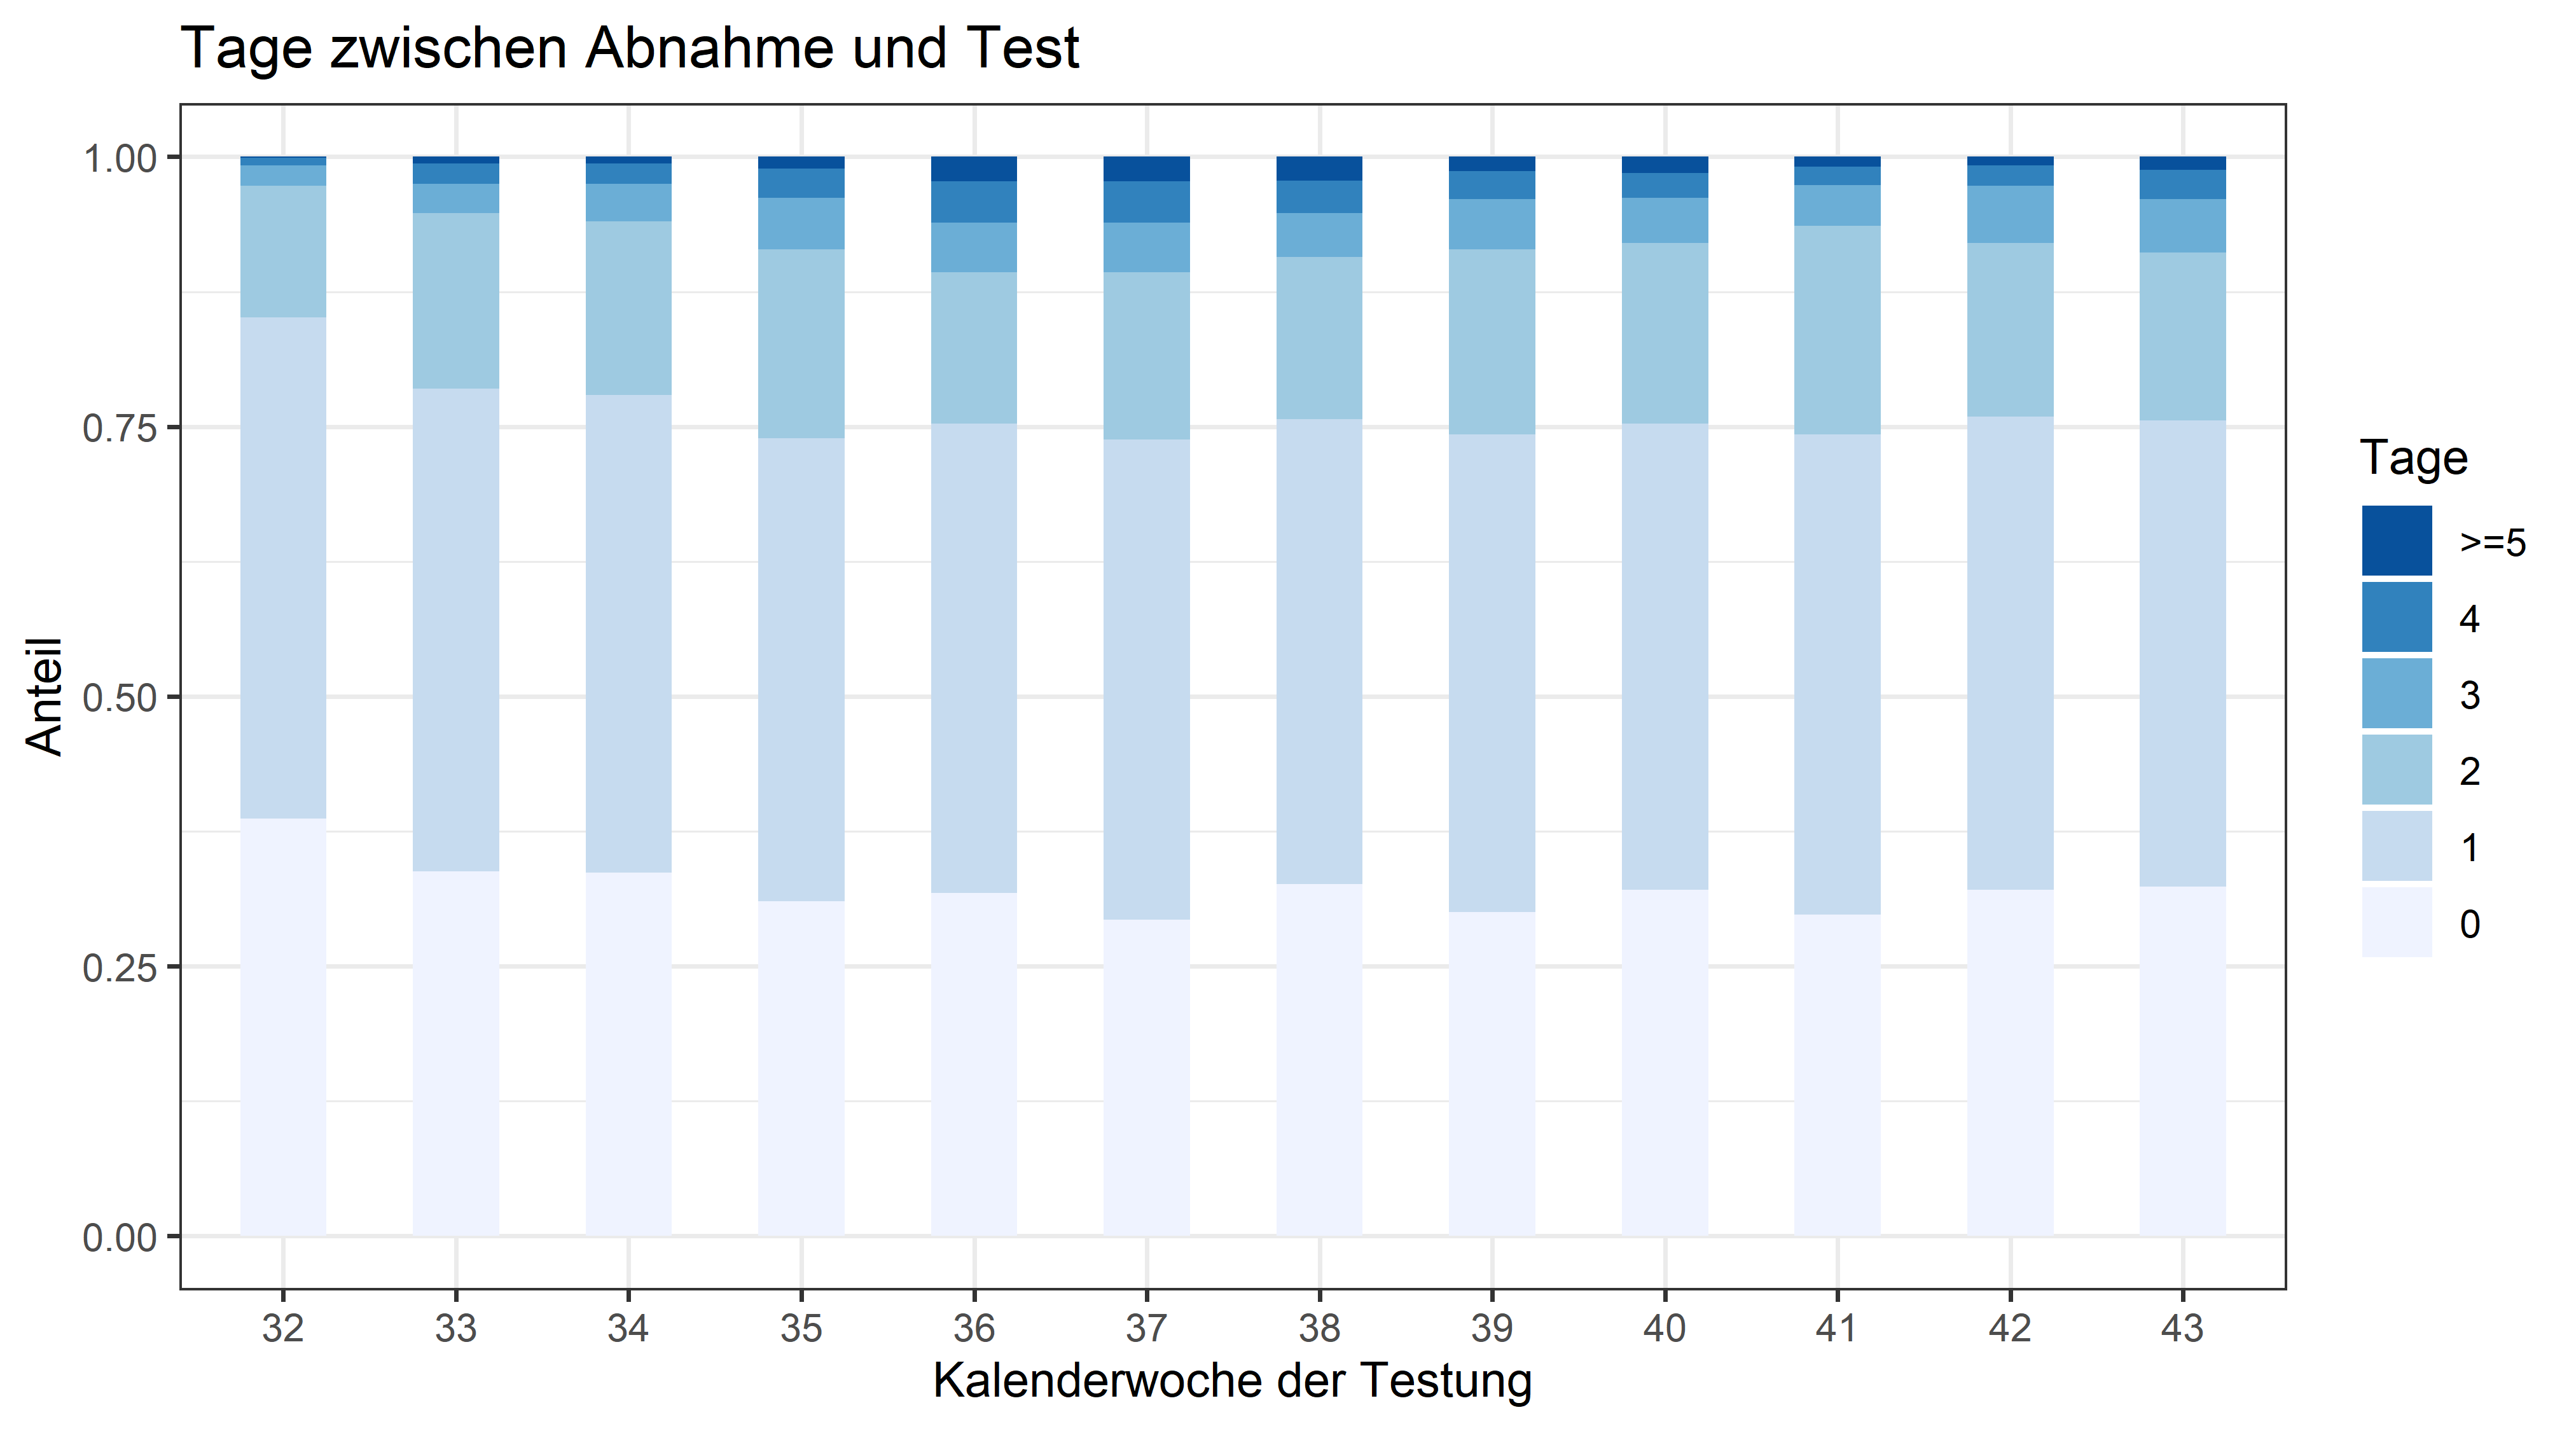 Tage zwischen Abnahme und Test
Anteil
1.00
0.75
0.50
0.25
0.00
32 33 34 35 36 37 38 39 40 41 42 43
Kalenderwoche der Testung
Tage
>=5
4
3
2
1
0